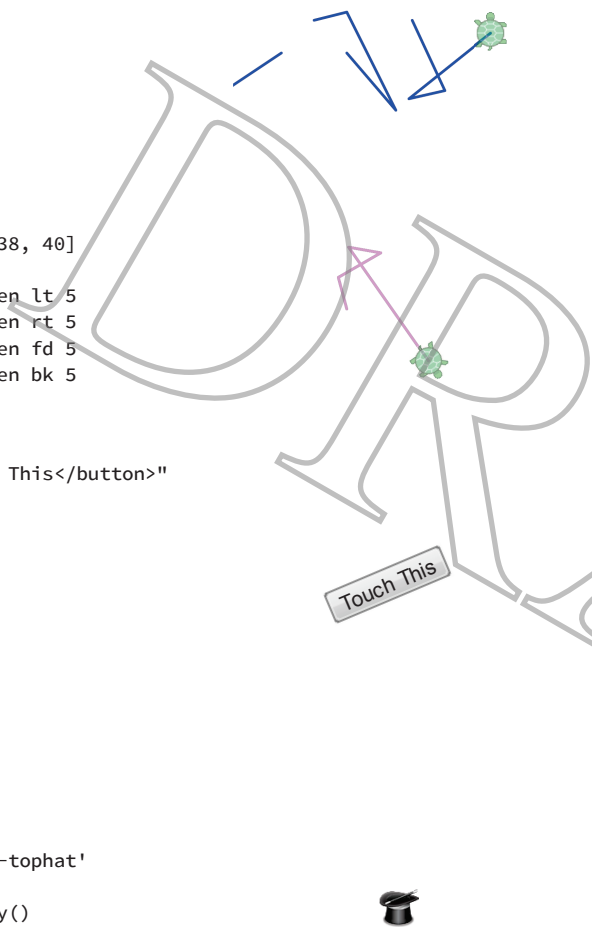 38, 40]
en lt 5
en rt 5
en fd 5
en bk 5
This</button>"
Touch This
-tophat'
y()